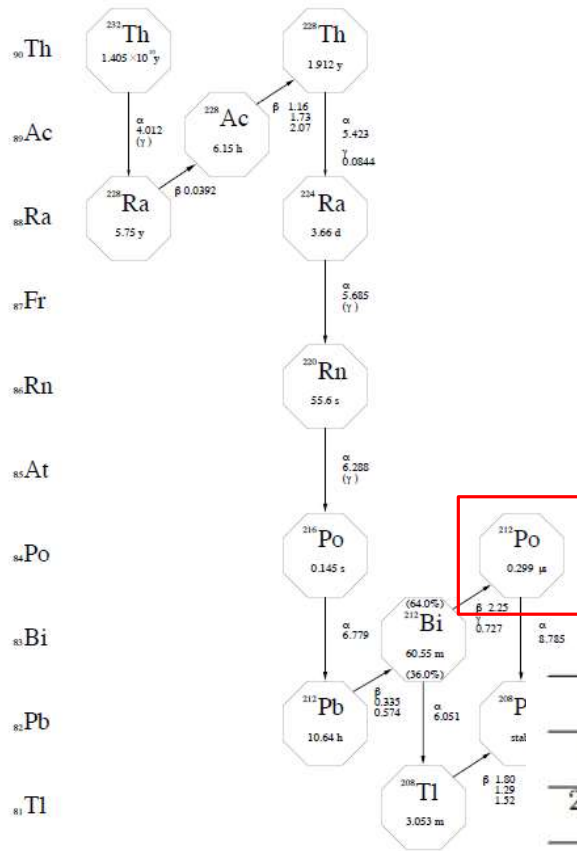 232Th
1.405 ×10^10 y
228Th
1.912 y
90Th
α
4.012
(γ)
228Ac
6.15 h
β 1.16
1.73
2.07
α
5.423
γ
0.0844
89Ac
228Ra
5.75 y
β 0.0392
224Ra
3.66 d
88Ra
α
5.685
(γ)
87Fr
220Rn
55.6 s
86Rn
α
6.288
(γ)
85At
216Po
0.145 s
212Po
0.299 μs
84Po
α
6.779
(64.0%)
212Bi
60.55 m
(36.0%)
β 2.25
γ
0.727
α
8.785
83Bi
212Pb
10.64 h
β
0.335
0.574
α
6.051
208P
stal
82Pb
208Tl
3.053 m
β 1.80
1.29
1.52
2
81Tl